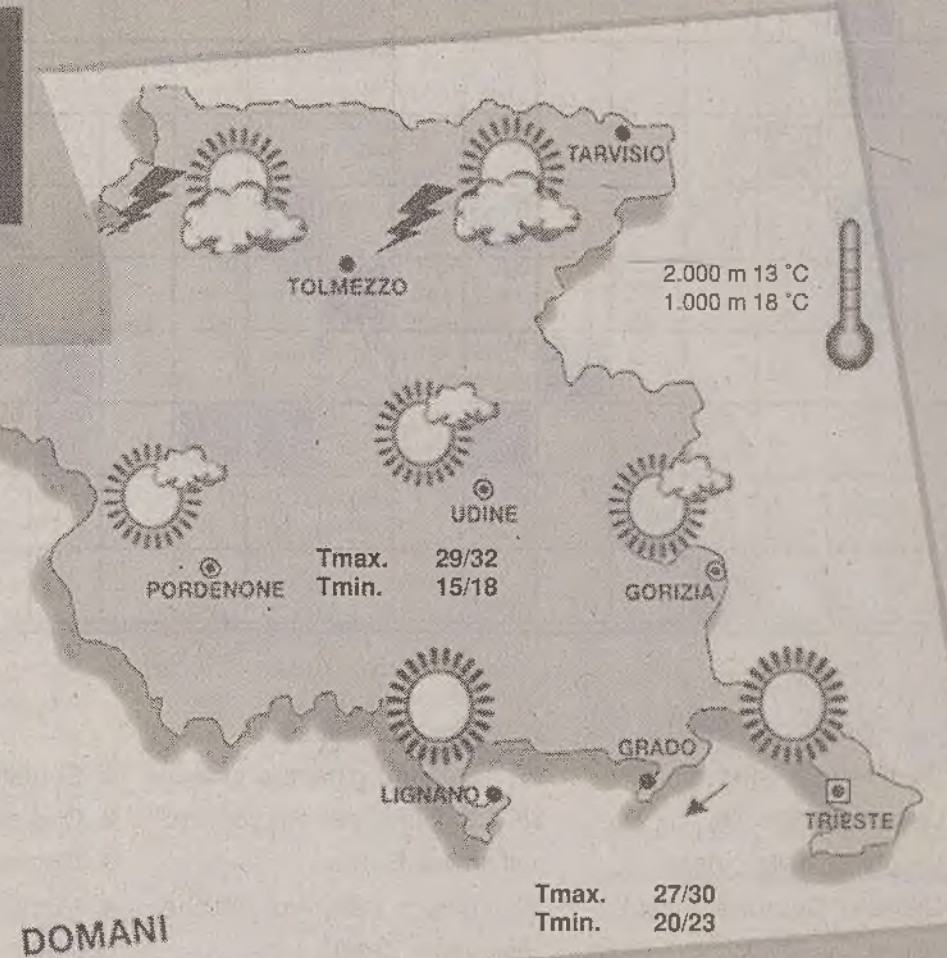 TARVISIO
TOLMEZZO
2.000 m 13 °C
1.000 m 18 °C
UDINE
PORDENONE
Tmax. 29/32
Tmin. 15/18
GORIZIA
GRADO
LIGNANO
TRIESTE
Tmax. 27/30
Tmin. 20/23
DOMANI